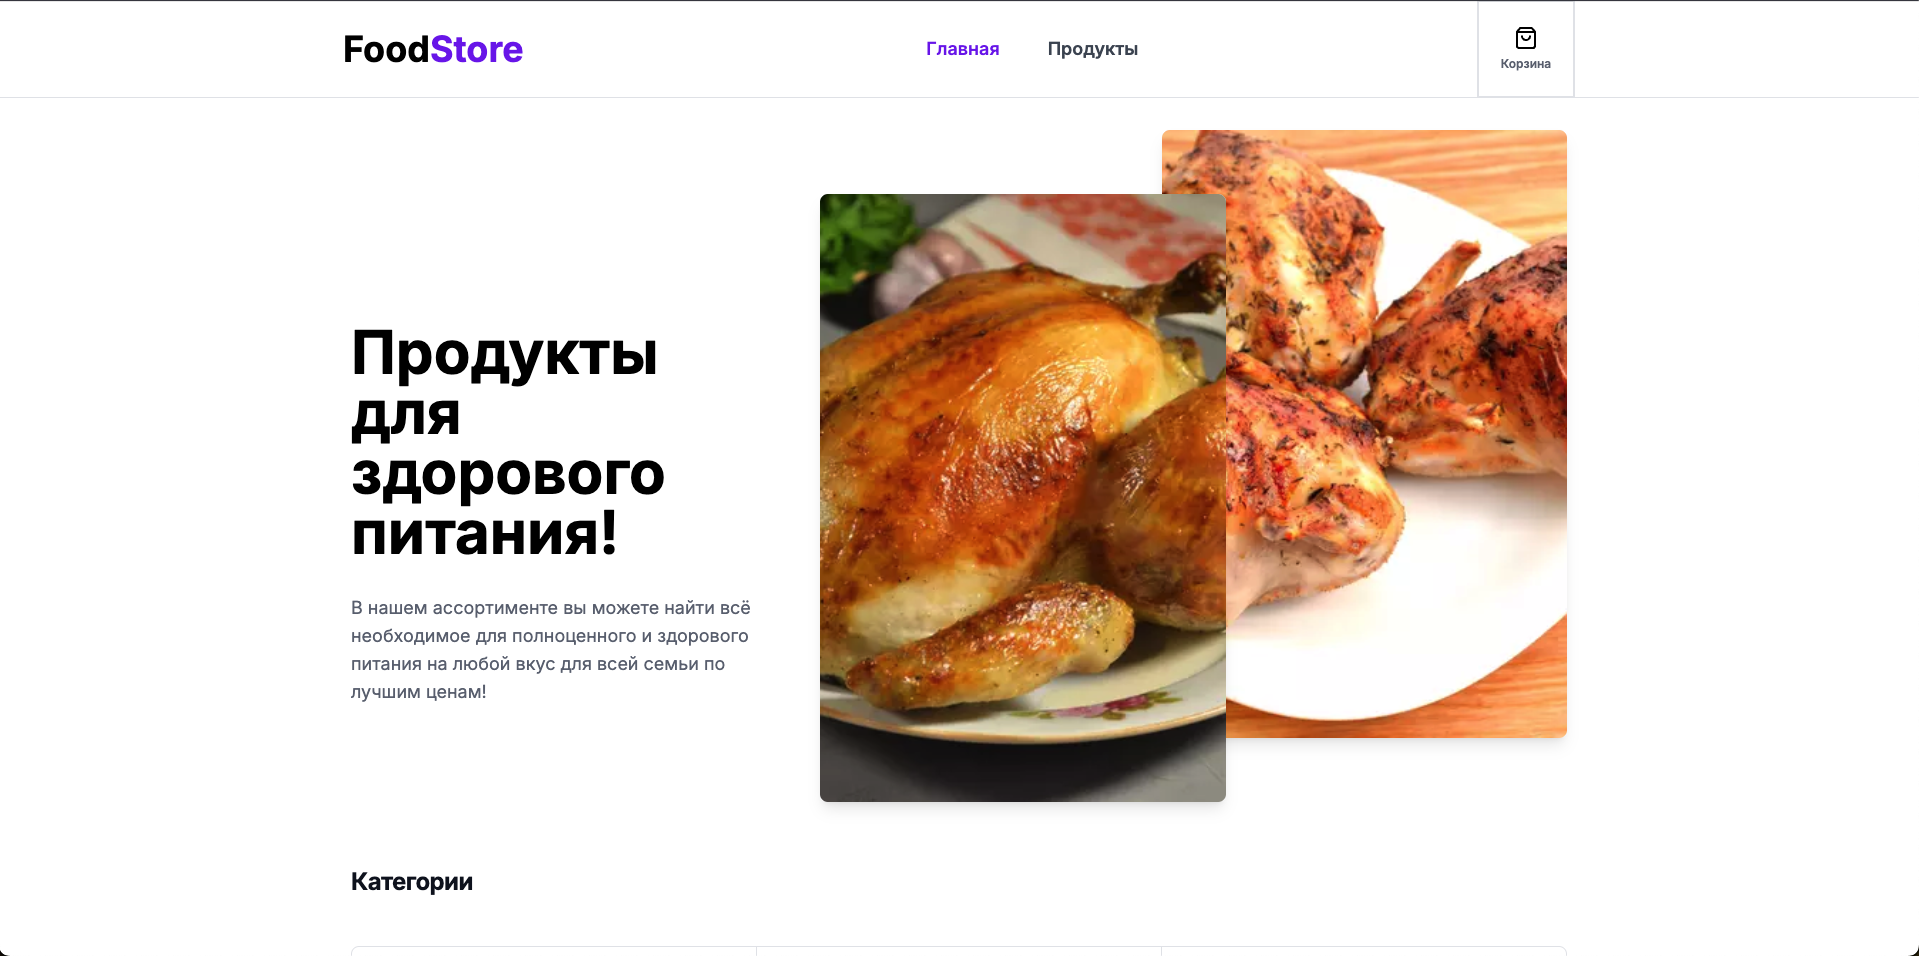 FoodStore
Главная
Продукты
Корзина
Продукты
для
здорового
питания!
В нашем ассортименте вы можете найти всё
необходимое для полноценного и здорового
питания на любой вкус для всей семьи по
лучшим ценам!
Категории